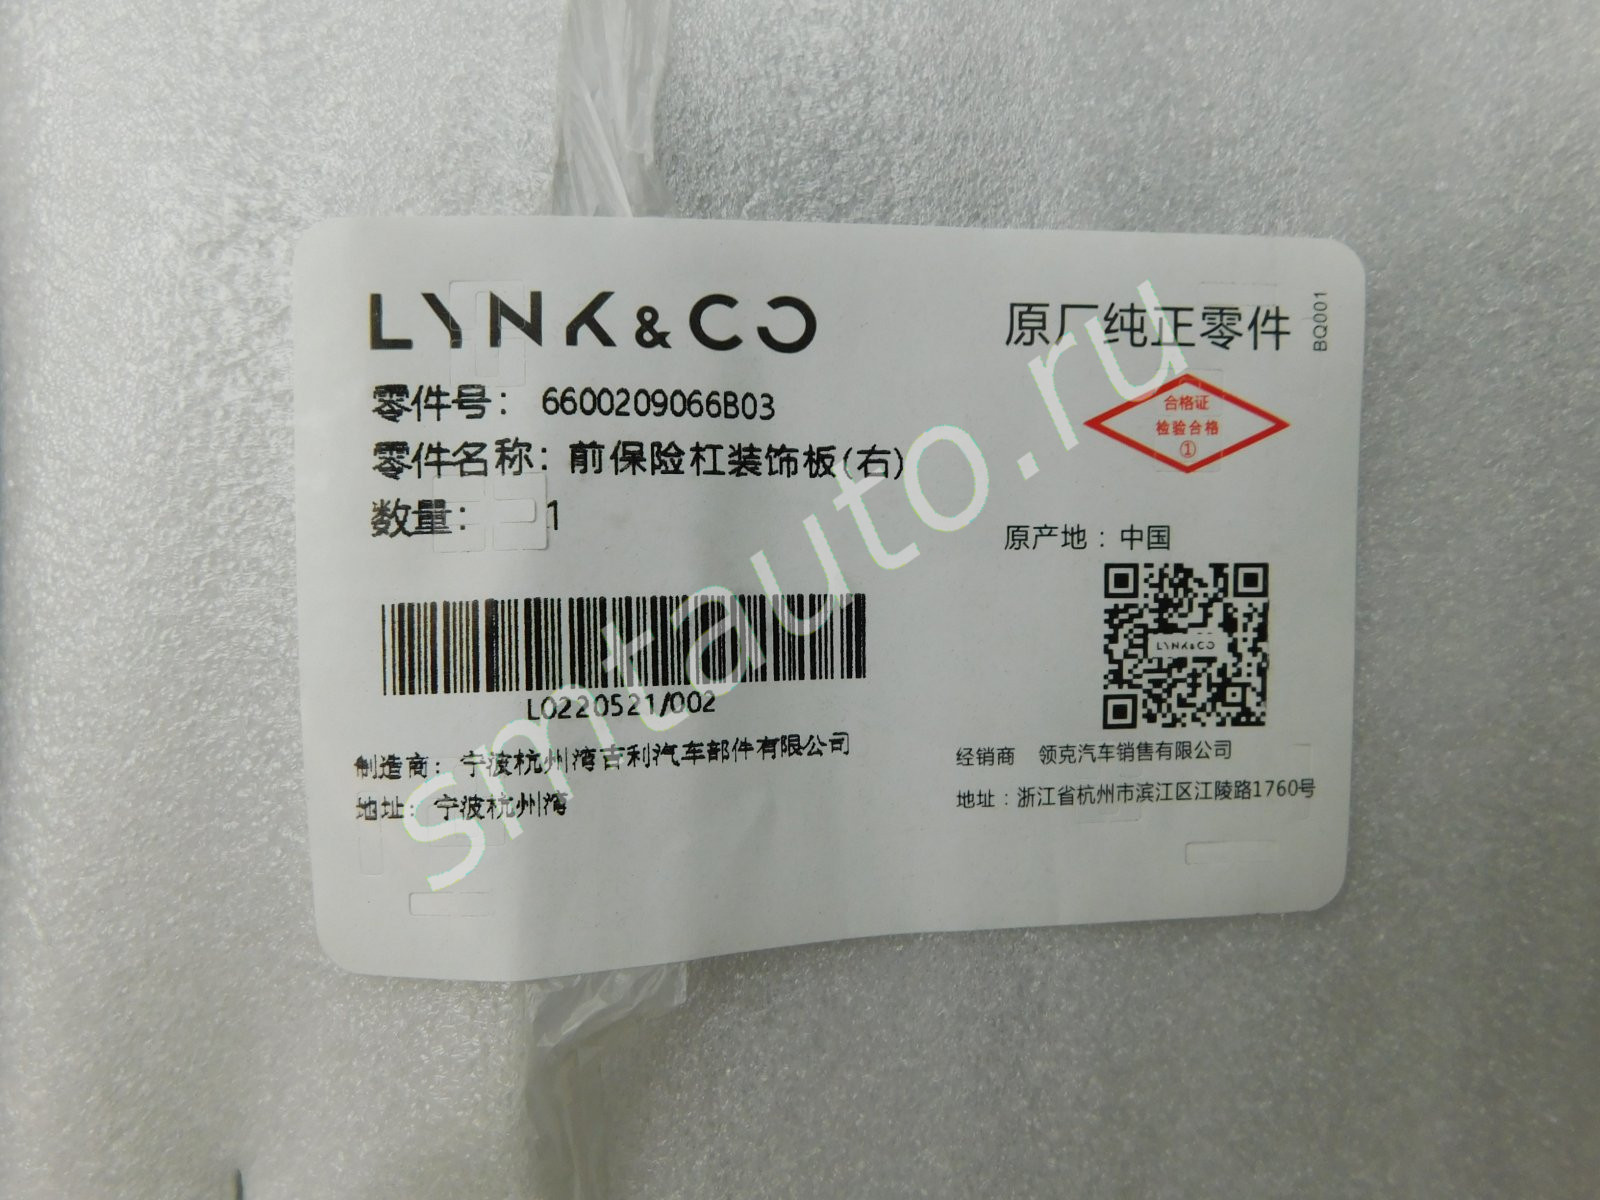 LYNK&CO
原厂纯正零件
BQ001
零件号: 6600209066B03
零件名称: 前保险杠装饰板(右)
数量: 1
合格证
检验合格
①
原产地：中国
LYNK&CO
L0220521/002
制造商: 宁波杭州湾吉利汽车部件有限公司
地址: 宁波杭州湾
经销商 领克汽车销售有限公司
地址：浙江省杭州市滨江区江陵路1760号
smtauto.ru